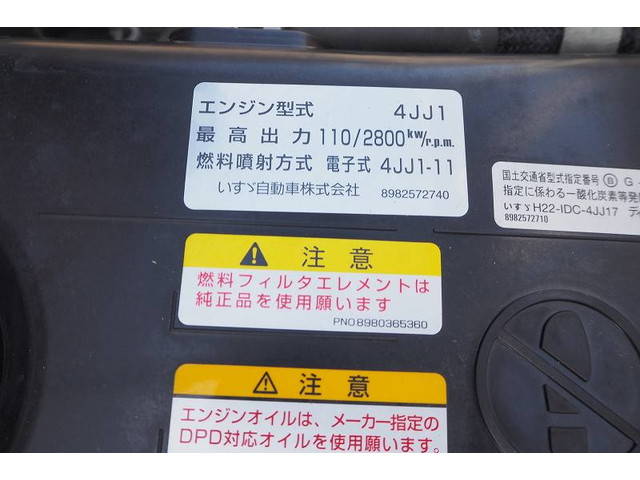 エンジン型式 4JJ1
最高出力 110/2800 kw/r.p.m.
燃料噴射方式 電子式 4JJ1-11
いすゞ自動車株式会社 8982572740
国土交通省型式指定番号 Ⓑ G-
指定に係わる一酸化炭素等発
いすゞH22-IDC-4JJ17 デ
8982572710
⚠ 注意
燃料フィルタエレメントは
純正品を使用願います
PNO8980365360
⚠ 注意
エンジンオイルは、メーカー指定の
DPD対応オイルを使用願います。